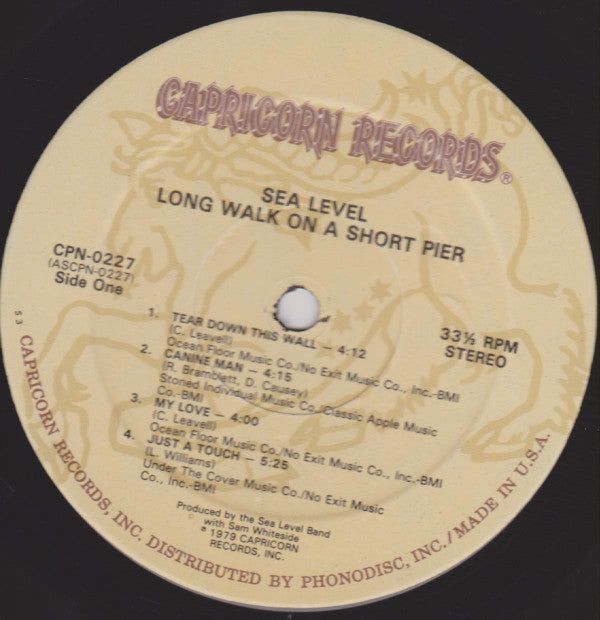 CAPRICORN RECORDS®
SEA LEVEL
LONG WALK ON A SHORT PIER
CPN-0227
(ASCPN-0227)
Side One
33⅓ RPM
STEREO
1. TEAR DOWN THIS WALL – 4:12
(C. Leavell)
Ocean Floor Music Co./No Exit Music Co., Inc.-BMI
2. CANINE MAN – 4:15
(R. Bramblett, D. Causey)
Stoned Individual Music Co./Classic Apple Music
Co.-BMI
3. MY LOVE – 4:00
(C. Leavell)
Ocean Floor Music Co./No Exit Music Co., Inc.-BMI
4. JUST A TOUCH – 5:25
(L. Williams)
Under The Cover Music Co./No Exit Music
Co., Inc.-BMI
Produced by the Sea Level Band
with Sam Whiteside
℗ 1979 CAPRICORN
RECORDS, INC.
53
CAPRICORN RECORDS, INC. DISTRIBUTED BY PHONODISC, INC./MADE IN U.S.A.